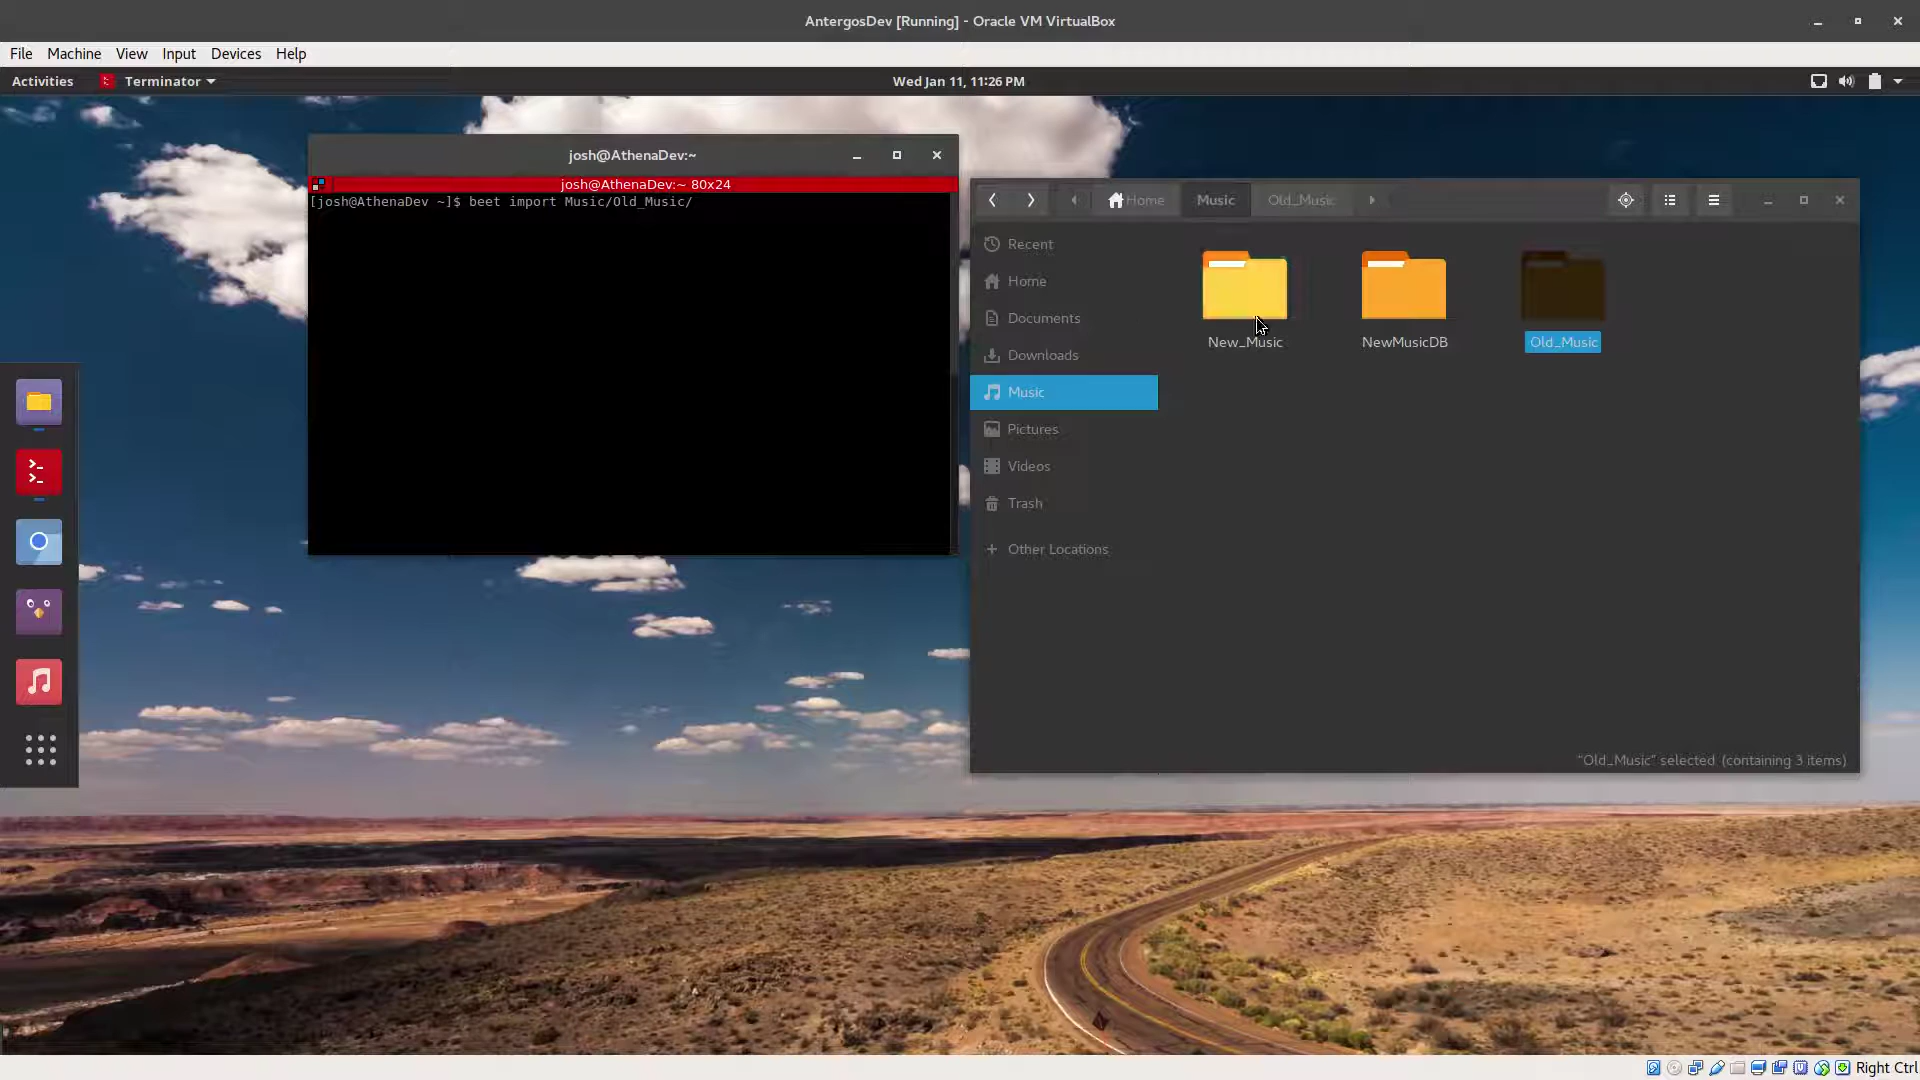 AntergosDev [Running] - Oracle VM VirtualBox
File Machine View Input Devices Help
Activities Terminator Wed Jan 11, 11:26 PM
josh@AthenaDev:~
josh@AthenaDev:~ 80x24
[josh@AthenaDev ~]$ beet import Music/Old_Music/
Home Music Old_Music
Recent
Home
Documents
Downloads
Music
Pictures
Videos
Trash
Other Locations
New_Music NewMusicDB Old_Music
"Old_Music" selected (containing 3 items)
Right Ctrl